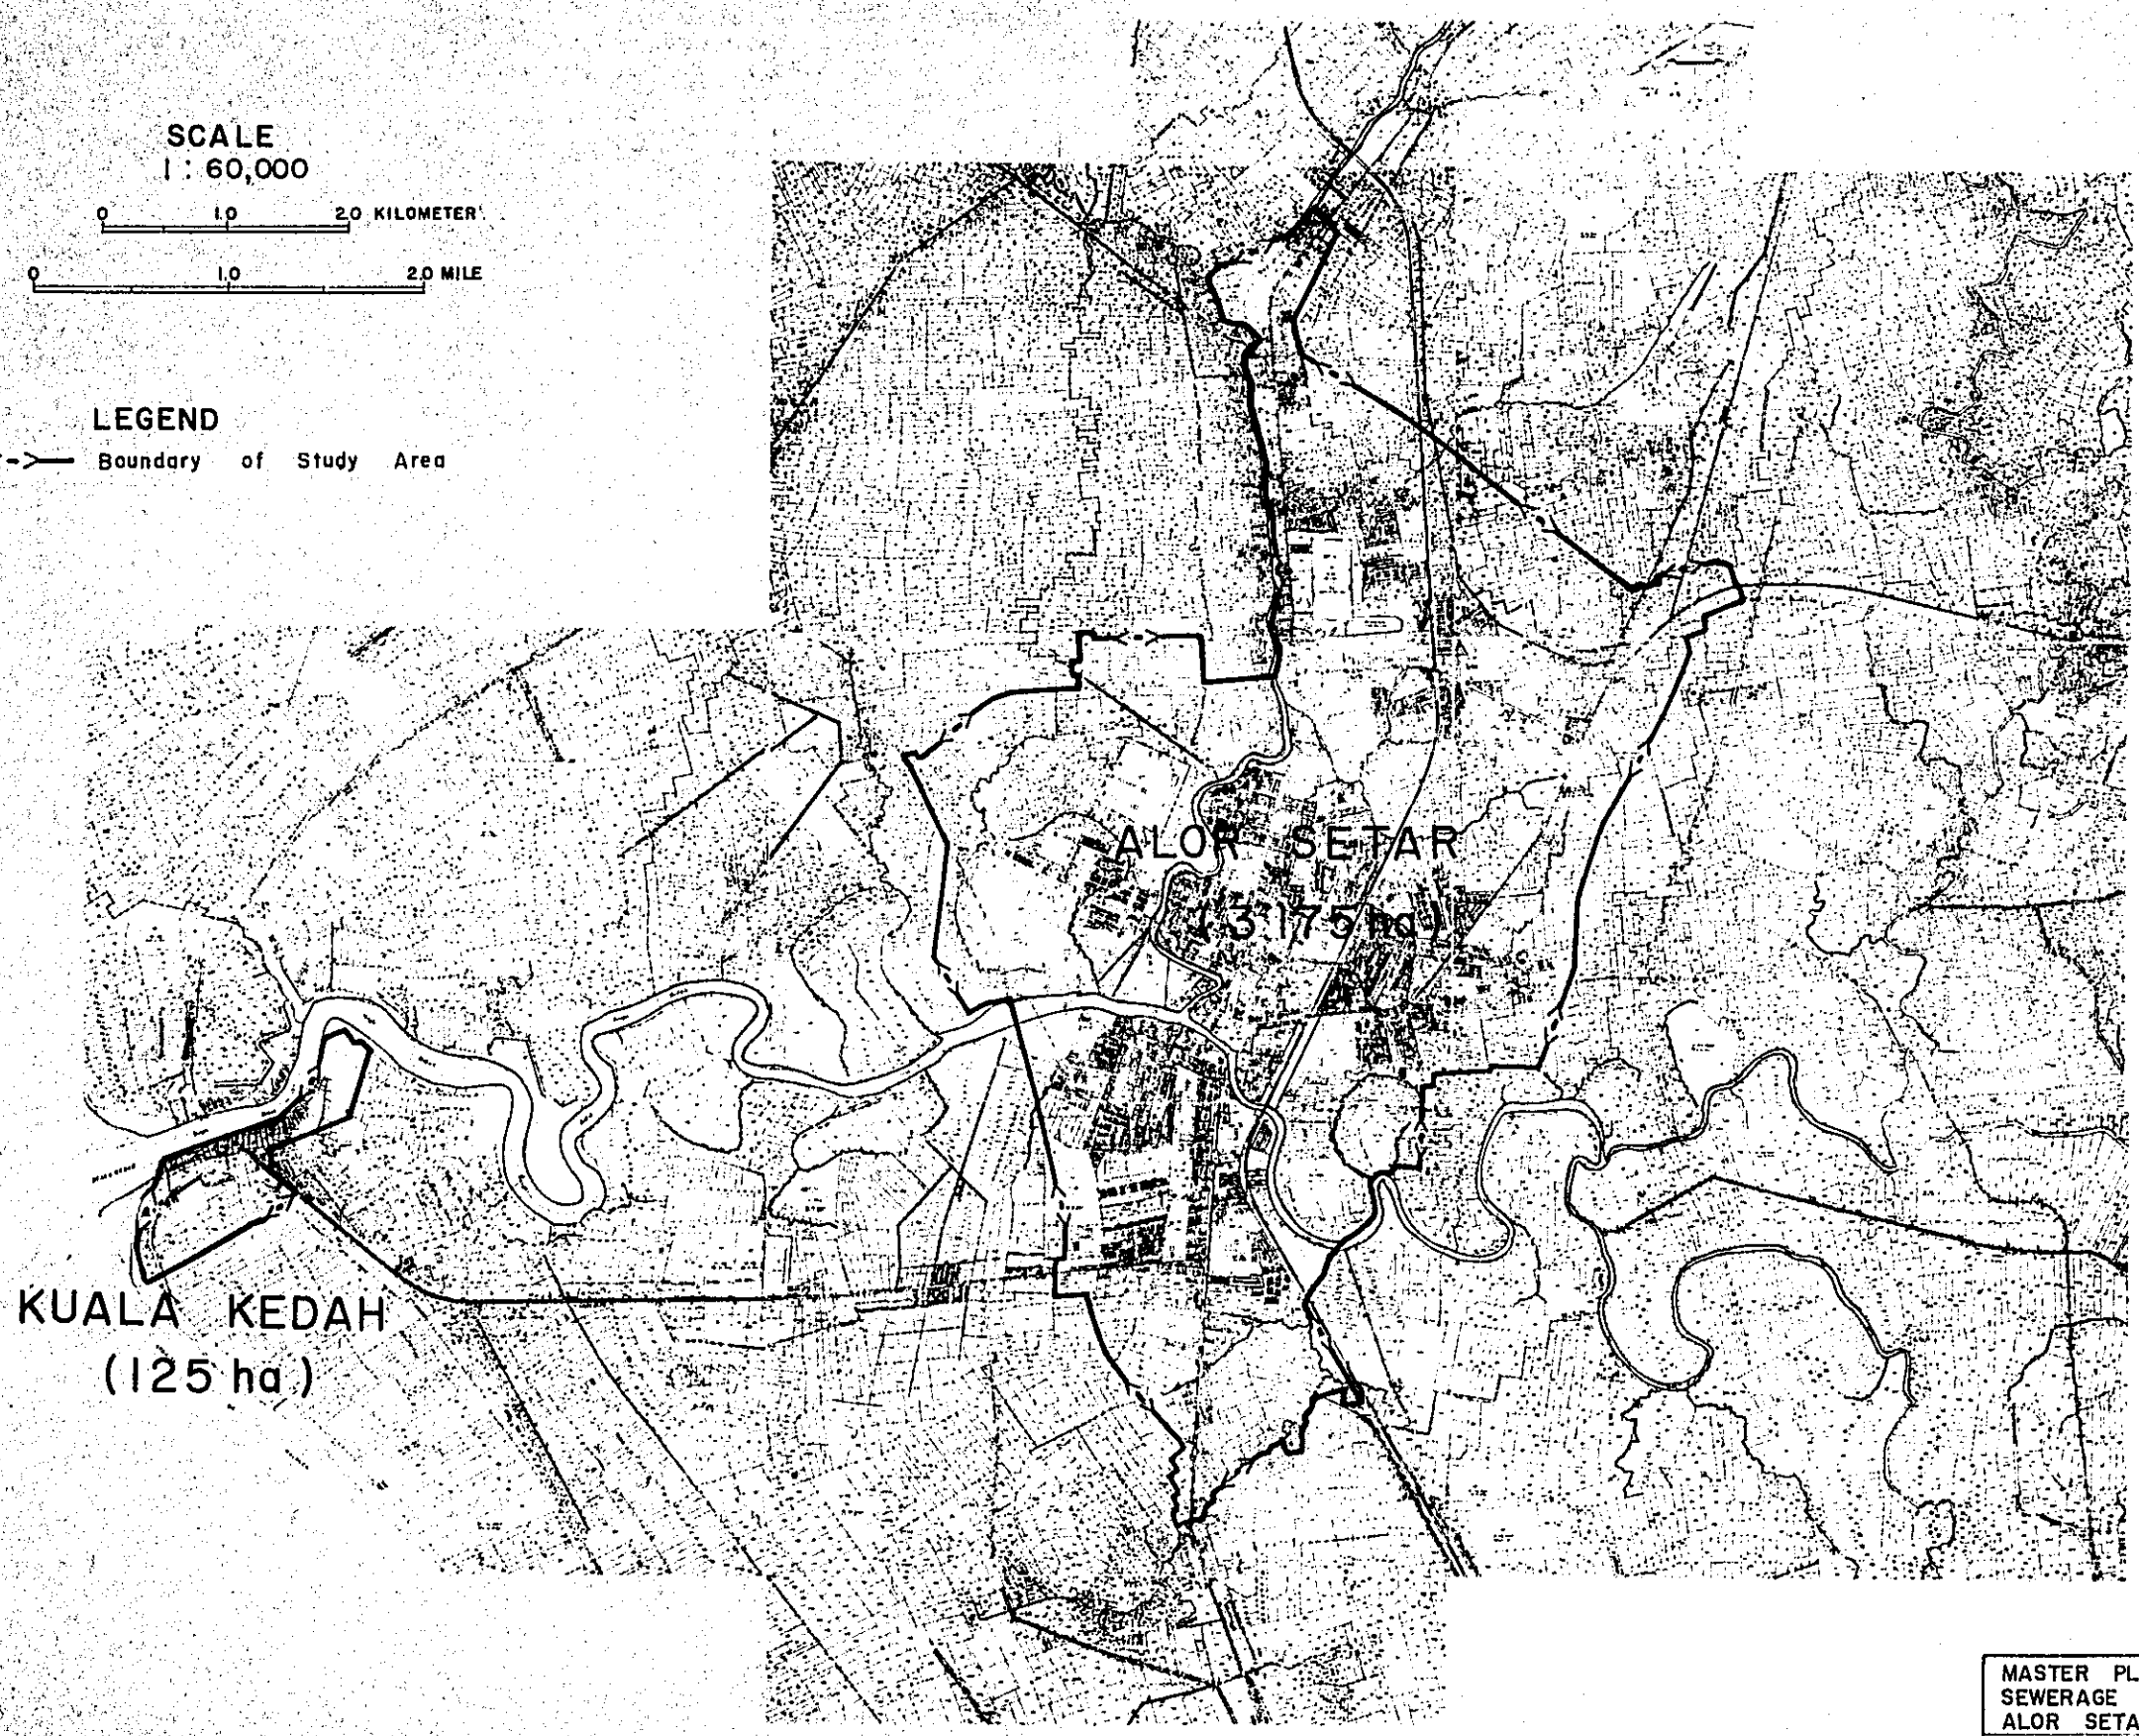 SCALE
1 : 60,000
0 1.0 2.0 KILOMETER
0 1.0 2.0 MILE
LEGEND
Boundary of Study Area
ALOR SETAR
(3175 ha)
KUALA KEDAH
(125 ha)
MASTER PL
SEWERAGE
ALOR SETA